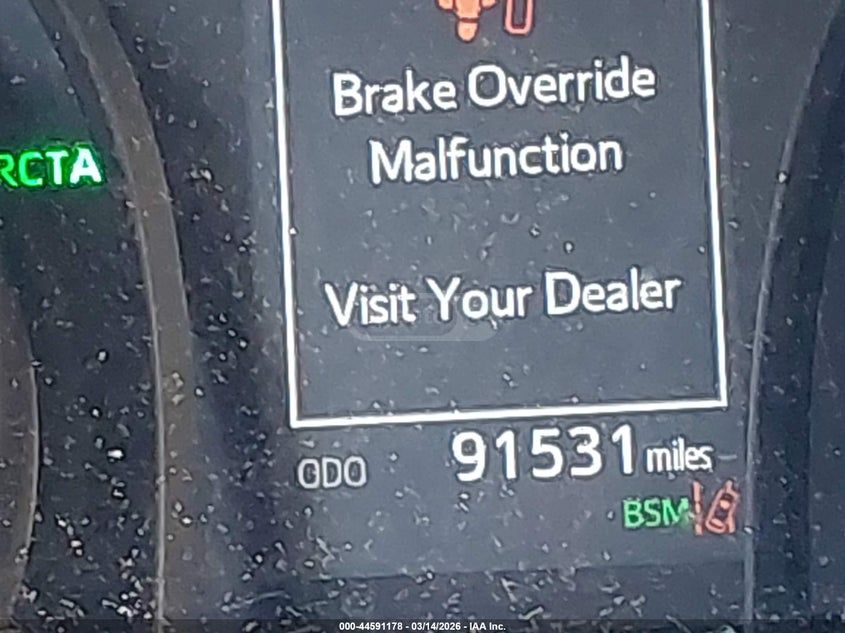 Brake Override
Malfunction
RCTA
Visit Your Dealer
ODO 91531 miles
BSM
000-44591178 - 03/14/2026 - IAA Inc.